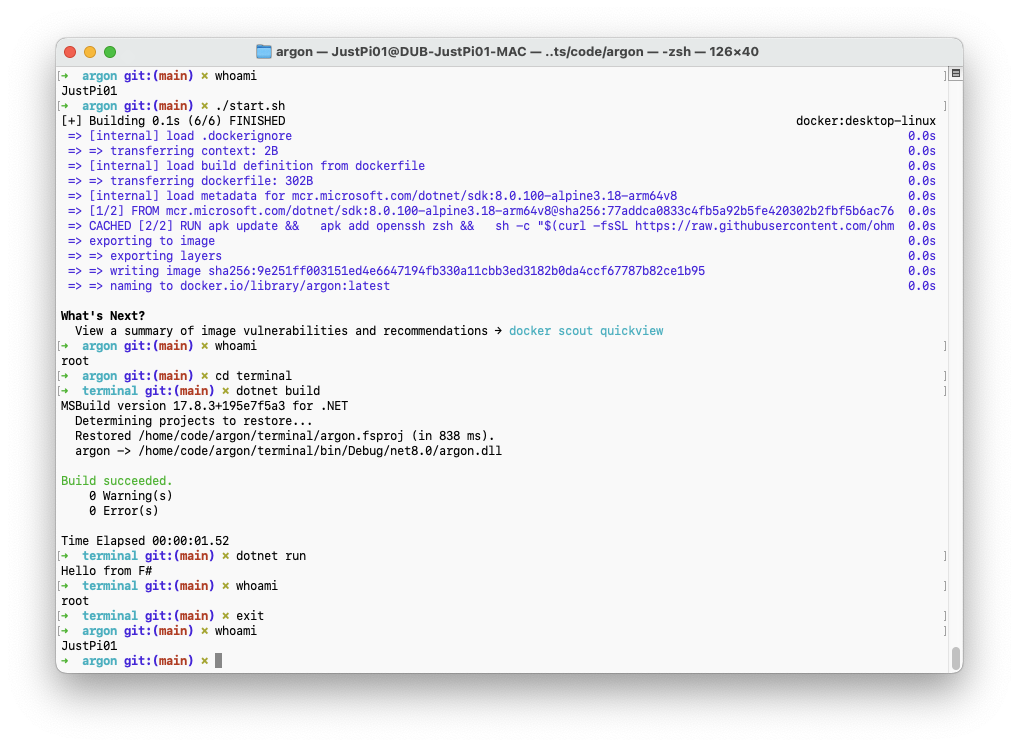 argon — JustPi01@DUB-JustPi01-MAC — ..ts/code/argon — -zsh — 126×40
[➜  argon git:(main) × whoami ]
JustPi01
[➜  argon git:(main) × ./start.sh ]
[+] Building 0.1s (6/6) FINISHED docker:desktop-linux
=> [internal] load .dockerignore 0.0s
=> => transferring context: 2B 0.0s
=> [internal] load build definition from dockerfile 0.0s
=> => transferring dockerfile: 302B 0.0s
=> [internal] load metadata for mcr.microsoft.com/dotnet/sdk:8.0.100-alpine3.18-arm64v8 0.0s
=> [1/2] FROM mcr.microsoft.com/dotnet/sdk:8.0.100-alpine3.18-arm64v8@sha256:77addca0833c4fb5a92b5fe420302b2fbf5b6ac76 0.0s
=> CACHED [2/2] RUN apk update &&   apk add openssh zsh &&   sh -c "$(curl -fsSL https://raw.githubusercontent.com/ohm 0.0s
=> exporting to image 0.0s
=> => exporting layers 0.0s
=> => writing image sha256:9e251ff003151ed4e6647194fb330a11cbb3ed3182b0da4ccf67787b82ce1b95 0.0s
=> => naming to docker.io/library/argon:latest 0.0s
What's Next?
View a summary of image vulnerabilities and recommendations → docker scout quickview
[➜  argon git:(main) × whoami ]
root
[➜  argon git:(main) × cd terminal ]
[➜  terminal git:(main) × dotnet build ]
MSBuild version 17.8.3+195e7f5a3 for .NET
Determining projects to restore...
Restored /home/code/argon/terminal/argon.fsproj (in 838 ms).
argon -> /home/code/argon/terminal/bin/Debug/net8.0/argon.dll
Build succeeded.
0 Warning(s)
0 Error(s)
Time Elapsed 00:00:01.52
[➜  terminal git:(main) × dotnet run ]
Hello from F#
[➜  terminal git:(main) × whoami ]
root
[➜  terminal git:(main) × exit ]
[➜  argon git:(main) × whoami ]
JustPi01
➜  argon git:(main) ×